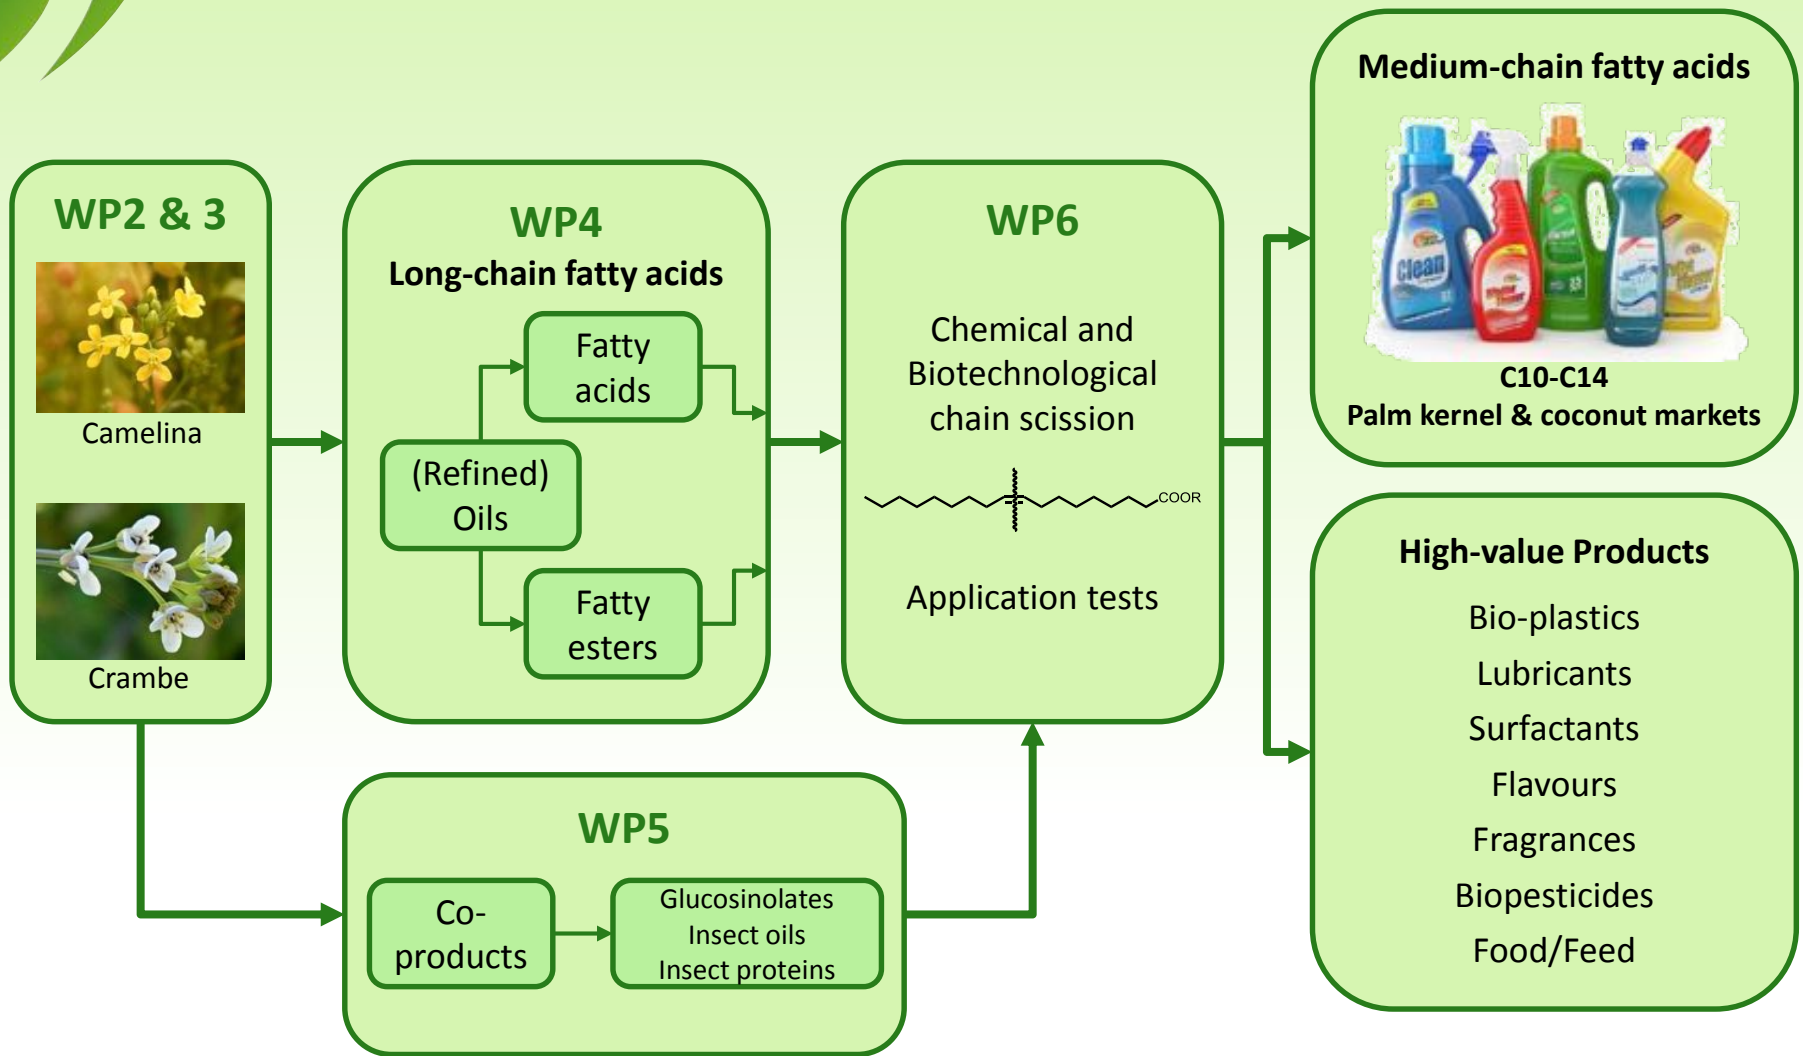 WP2 & 3
Camelina
Crambe
WP4
Long-chain fatty acids
Fatty
acids
(Refined)
Oils
Fatty
esters
WP5
Co-
products
Glucosinolates
Insect oils
Insect proteins
WP6
Chemical and
Biotechnological
chain scission
COOR
Application tests
Medium-chain fatty acids
Clean
C10-C14
Palm kernel & coconut markets
High-value Products
Bio-plastics
Lubricants
Surfactants
Flavours
Fragrances
Biopesticides
Food/Feed